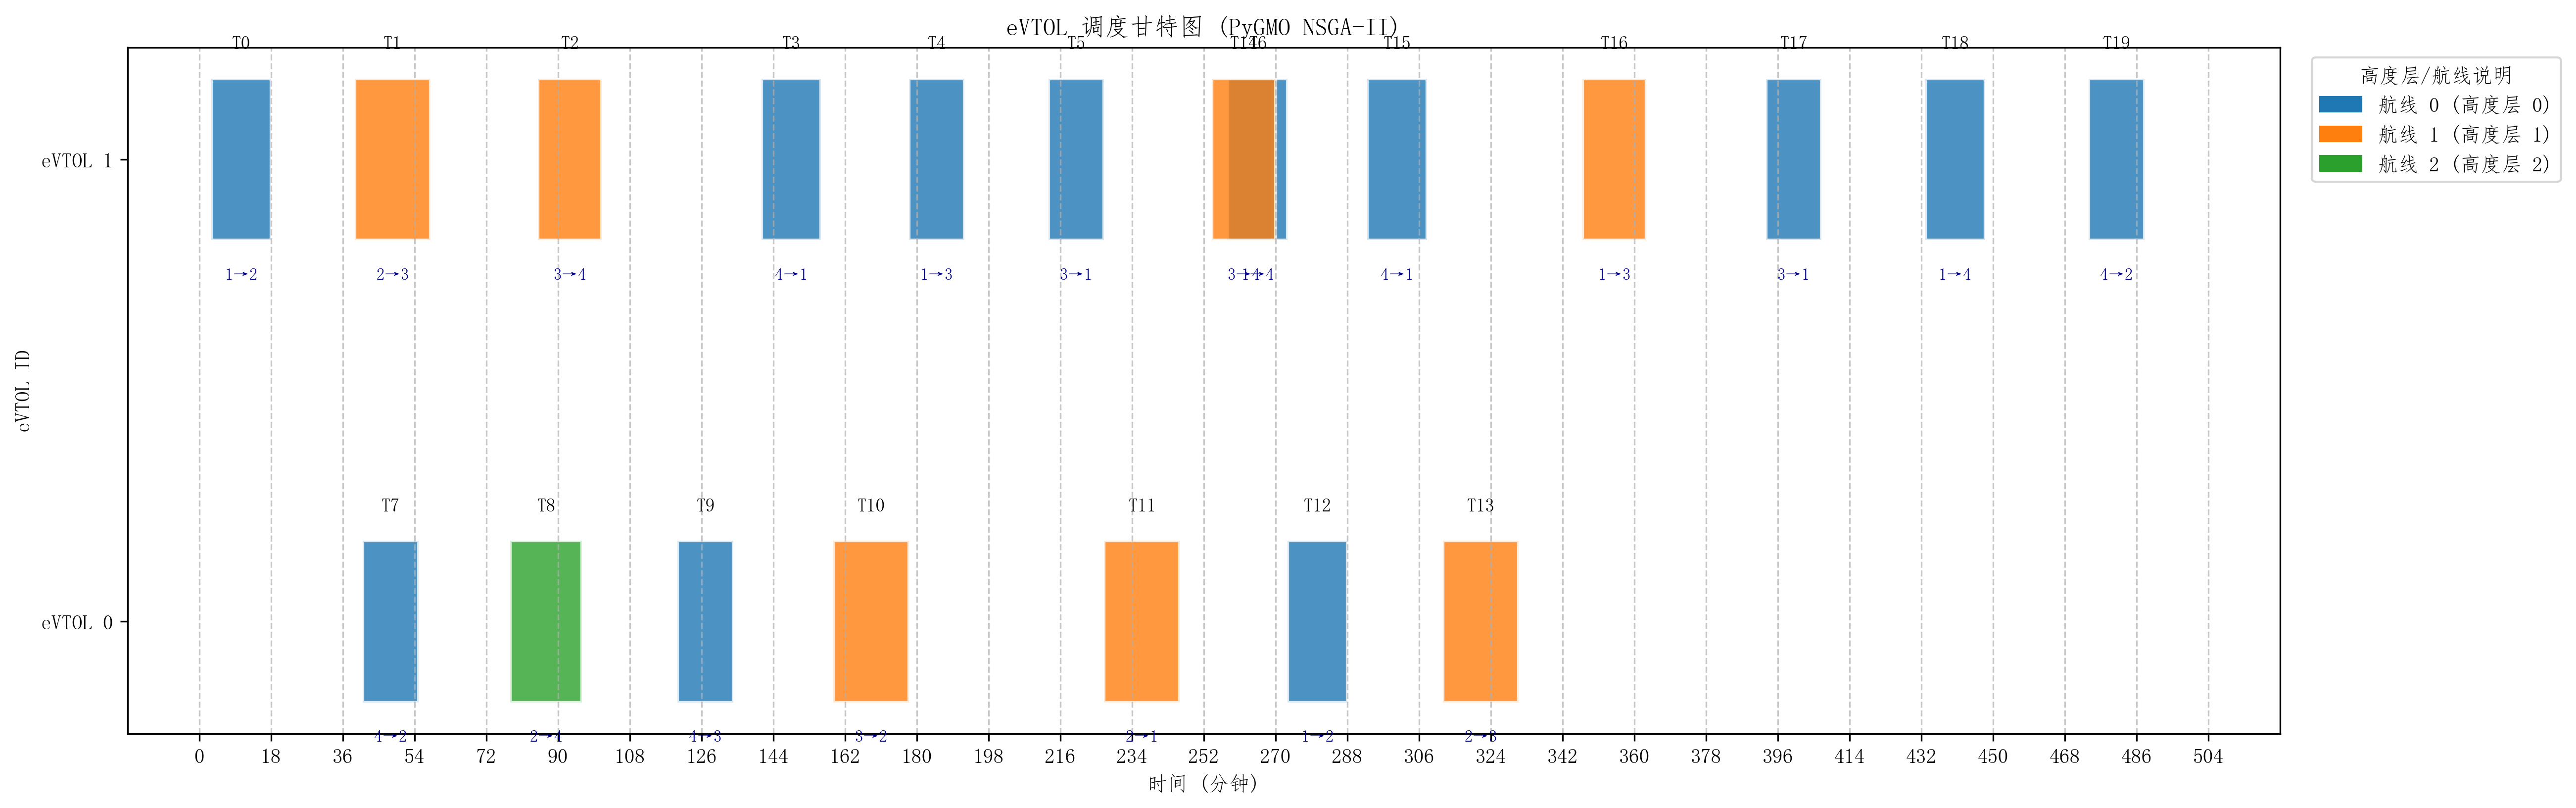 eVTOL 调度甘特图 (PyGMO NSGA-II)
T0 T1 T2 T3 T4 T5 T15 T16 T17 T18 T19
eVTOL 1
1→2 2→3 3→4 4→1 1→3 3→1 4→1 1→3 3→1 1→4 4→2
eVTOL ID
T7 T8 T9 T10 T11 T12 T13
eVTOL 0
4→2 2→4 4→3 3→2 2→1 1→2 2→3
0 18 36 54 72 90 108 126 144 162 180 198 216 234 252 270 288 306 324 342 360 378 396 414 432 450 468 486 504
时间 (分钟)
高度层/航线说明
航线 0 (高度层 0)
航线 1 (高度层 1)
航线 2 (高度层 2)